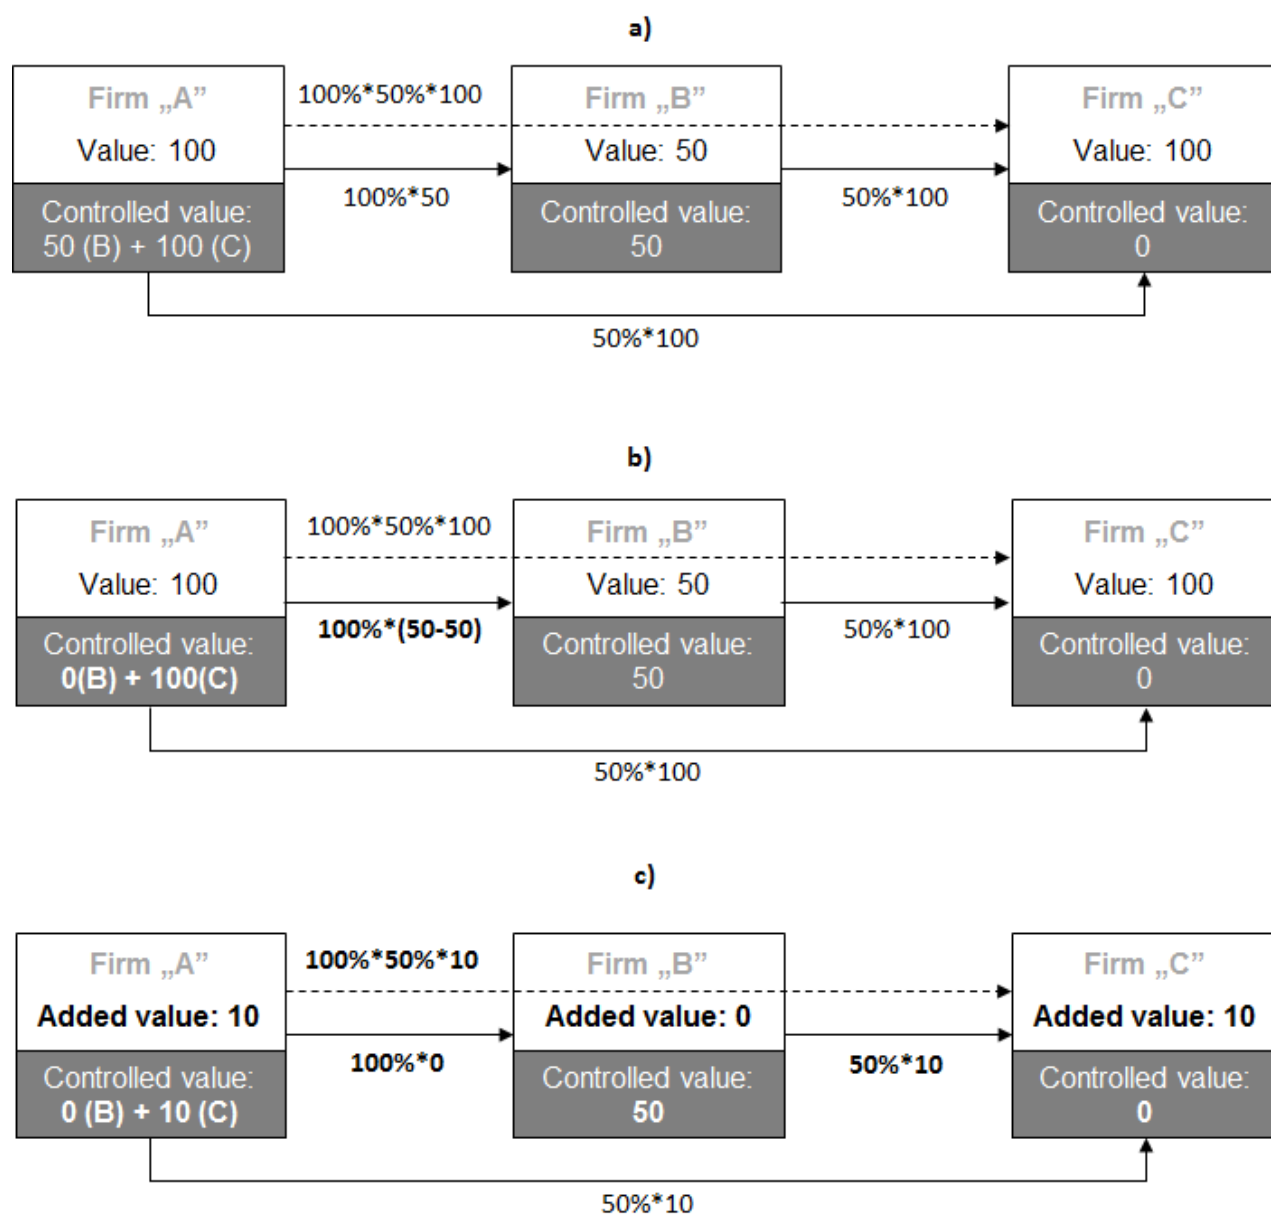 a)
Firm „A”
100%*50%*100
Firm „B”
Firm „C”
Value: 100
Value: 50
Value: 100
100%*50
50%*100
Controlled value:
50 (B) + 100 (C)
Controlled value:
50
Controlled value:
0
50%*100
b)
Firm „A”
100%*50%*100
Firm „B”
Firm „C”
Value: 100
Value: 50
Value: 100
100%*(50-50)
50%*100
Controlled value:
0(B) + 100(C)
Controlled value:
50
Controlled value:
0
50%*100
c)
Firm „A”
100%*50%*10
Firm „B”
Firm „C”
Added value: 10
Added value: 0
Added value: 10
100%*0
50%*10
Controlled value:
0 (B) + 10 (C)
Controlled value:
50
Controlled value:
0
50%*10